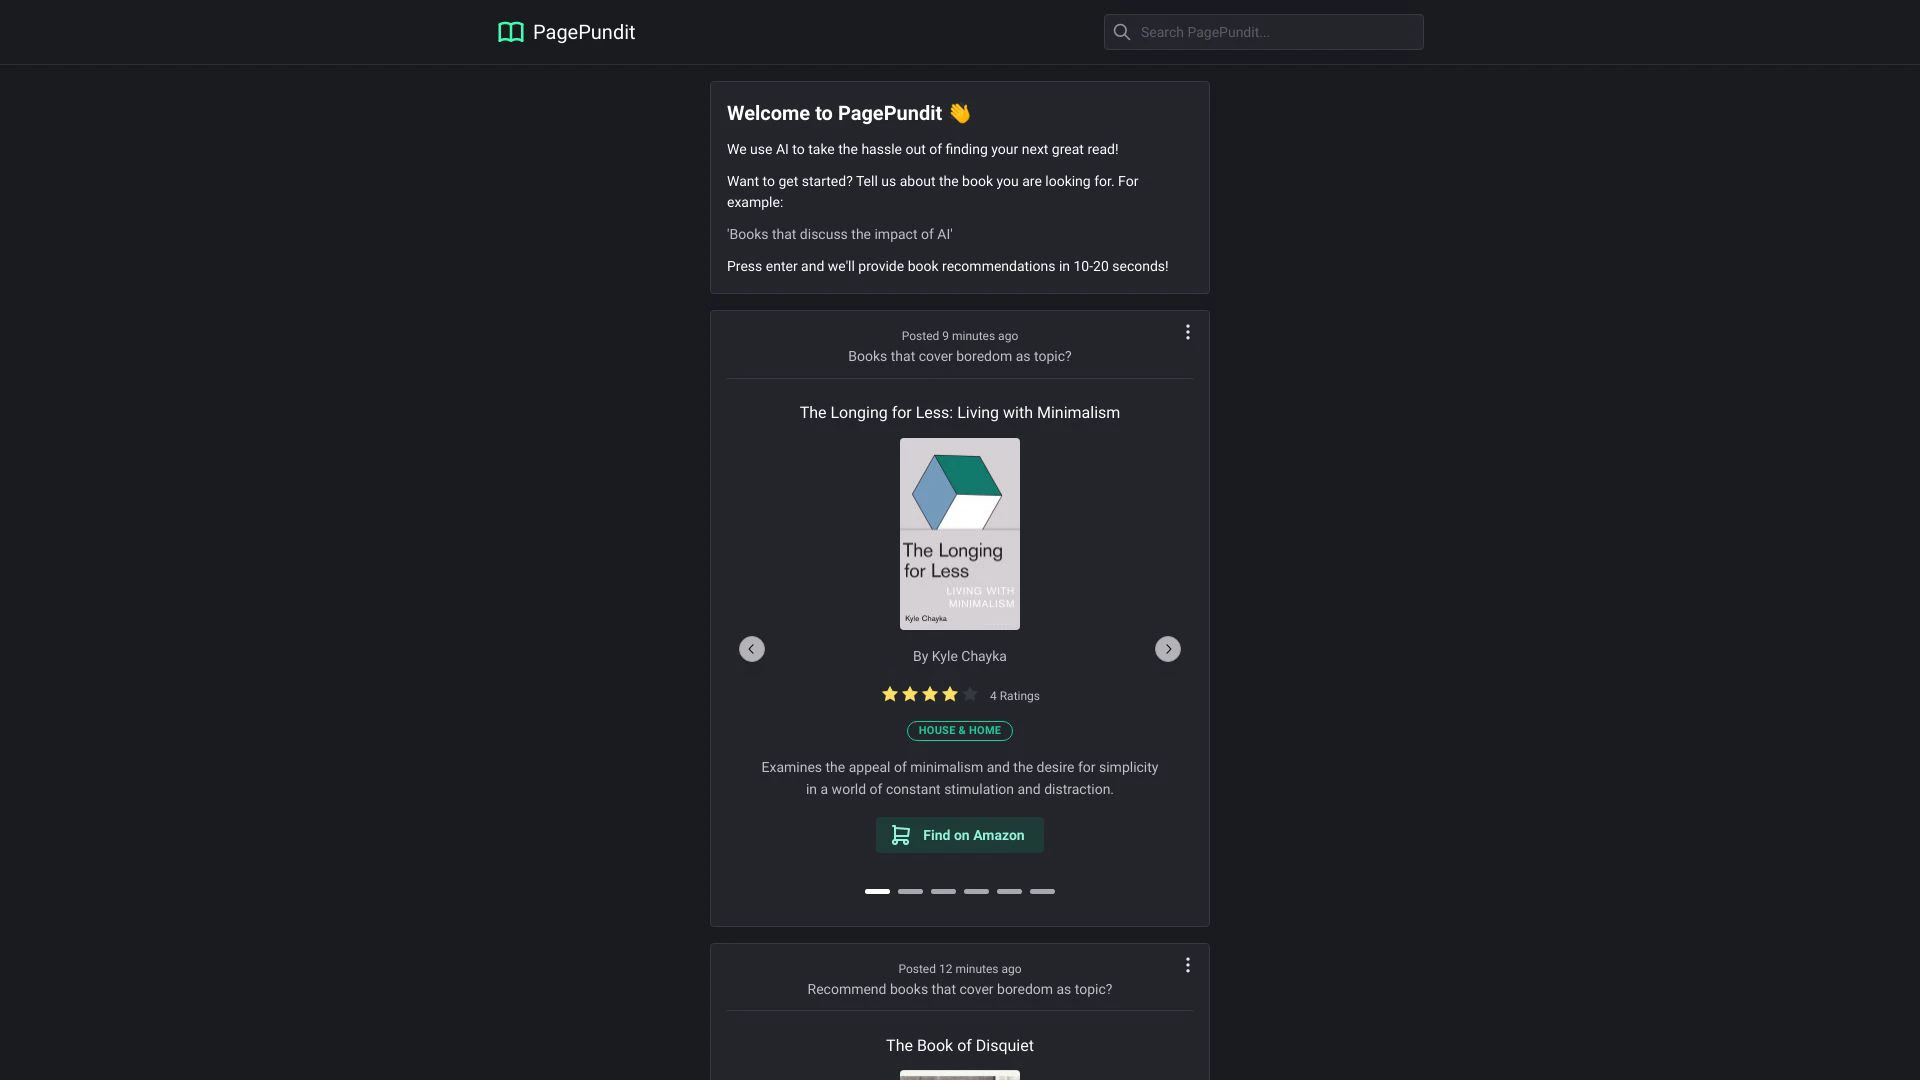 PagePundit
Search PagePundit...
Welcome to PagePundit 👋
We use AI to take the hassle out of finding your next great read!
Want to get started? Tell us about the book you are looking for. For
example:
'Books that discuss the impact of AI'
Press enter and we'll provide book recommendations in 10-20 seconds!
Posted 9 minutes ago
Books that cover boredom as topic?
The Longing for Less: Living with Minimalism
The Longing
for Less
LIVING WITH
MINIMALISM
Kyle Chayka
By Kyle Chayka
4 Ratings
HOUSE & HOME
Examines the appeal of minimalism and the desire for simplicity
in a world of constant stimulation and distraction.
Find on Amazon
Posted 12 minutes ago
Recommend books that cover boredom as topic?
The Book of Disquiet